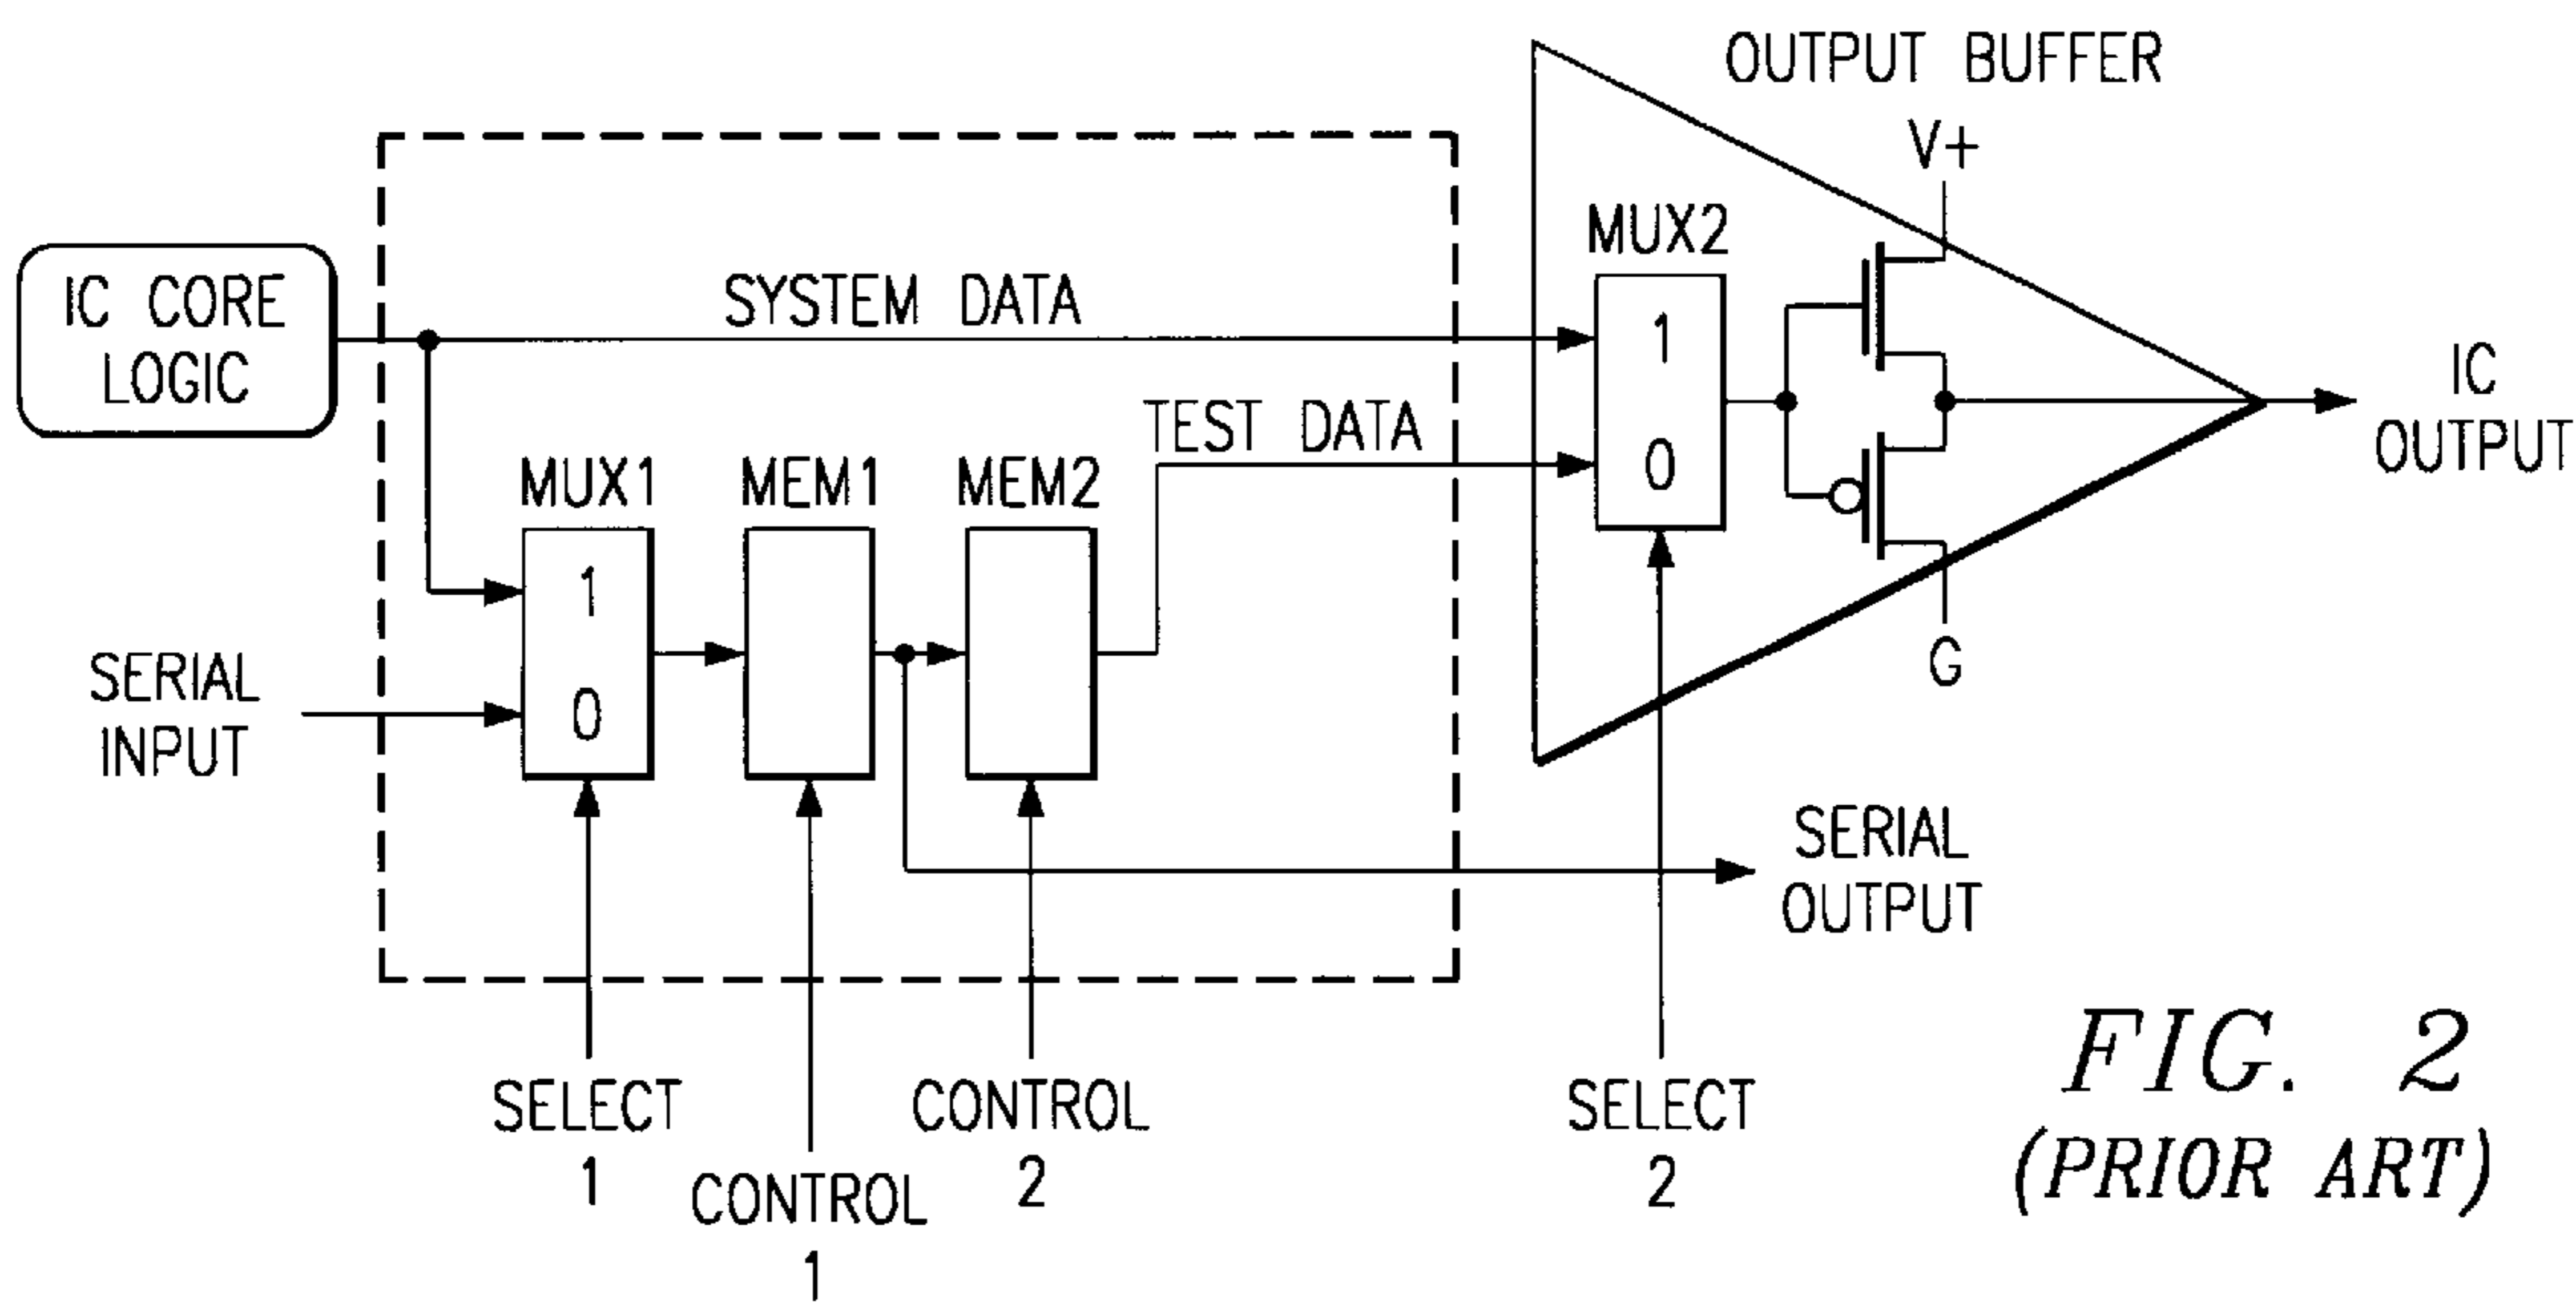 OUTPUT BUFFER
V+
MUX2
IC CORE
LOGIC
SYSTEM DATA
1
0
IC
OUTPUT
TEST DATA
MUX1
MEM1
MEM2
1
0
SERIAL
INPUT
G
SERIAL
OUTPUT
SELECT
1
CONTROL
1
CONTROL
2
SELECT
2
FIG. 2
(PRIOR ART)